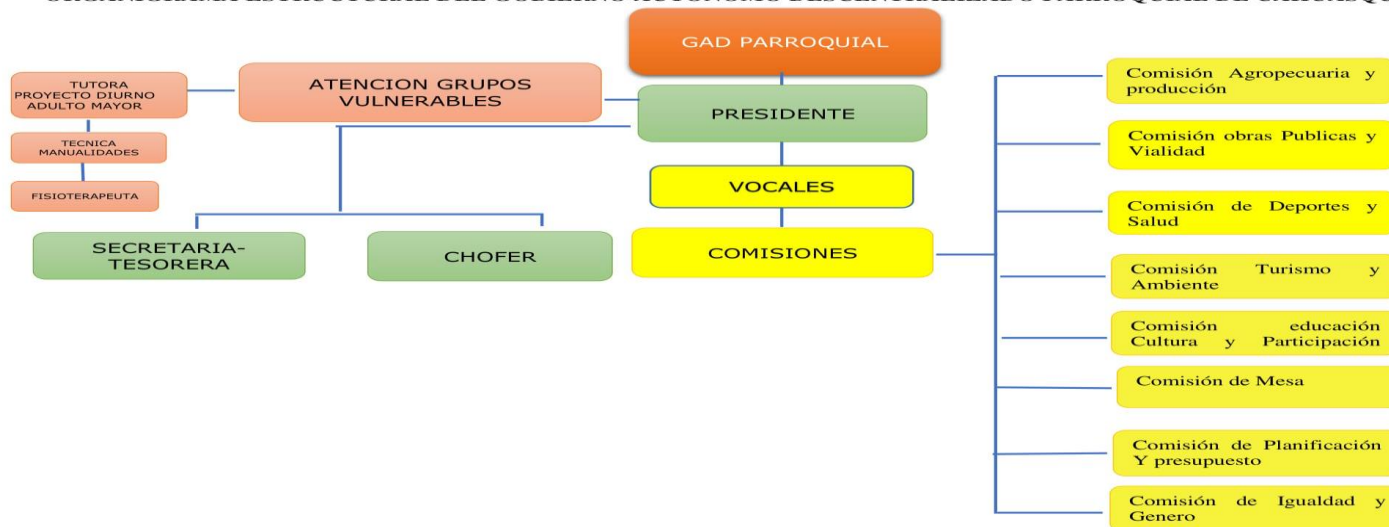 GAD PARROQUIAL
TUTORA
PROYECTO DIURNO
ADULTO MAYOR
TECNICA
MANUALIDADES
FISIOTERAPEUTA
ATENCION GRUPOS
VULNERABLES
PRESIDENTE
VOCALES
SECRETARIA-
TESORERA
CHOFER
COMISIONES
Comisión Agropecuaria y
producción
Comisión obras Publicas y
Vialidad
Comisión de Deportes y
Salud
Comisión Turismo y
Ambiente
Comisión educación
Cultura y Participación
Comisión de Mesa
Comisión de Planificación
Y presupuesto
Comisión de Igualdad y
Genero